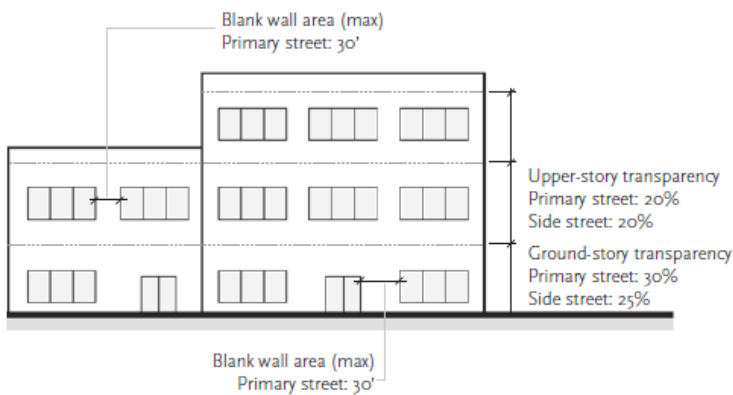 Blank wall area (max)
Primary street: 30'
Upper-story transparency
Primary street: 20%
Side street: 20%
Ground-story transparency
Primary street: 30%
Side street: 25%
Blank wall area (max)
Primary street: 30'